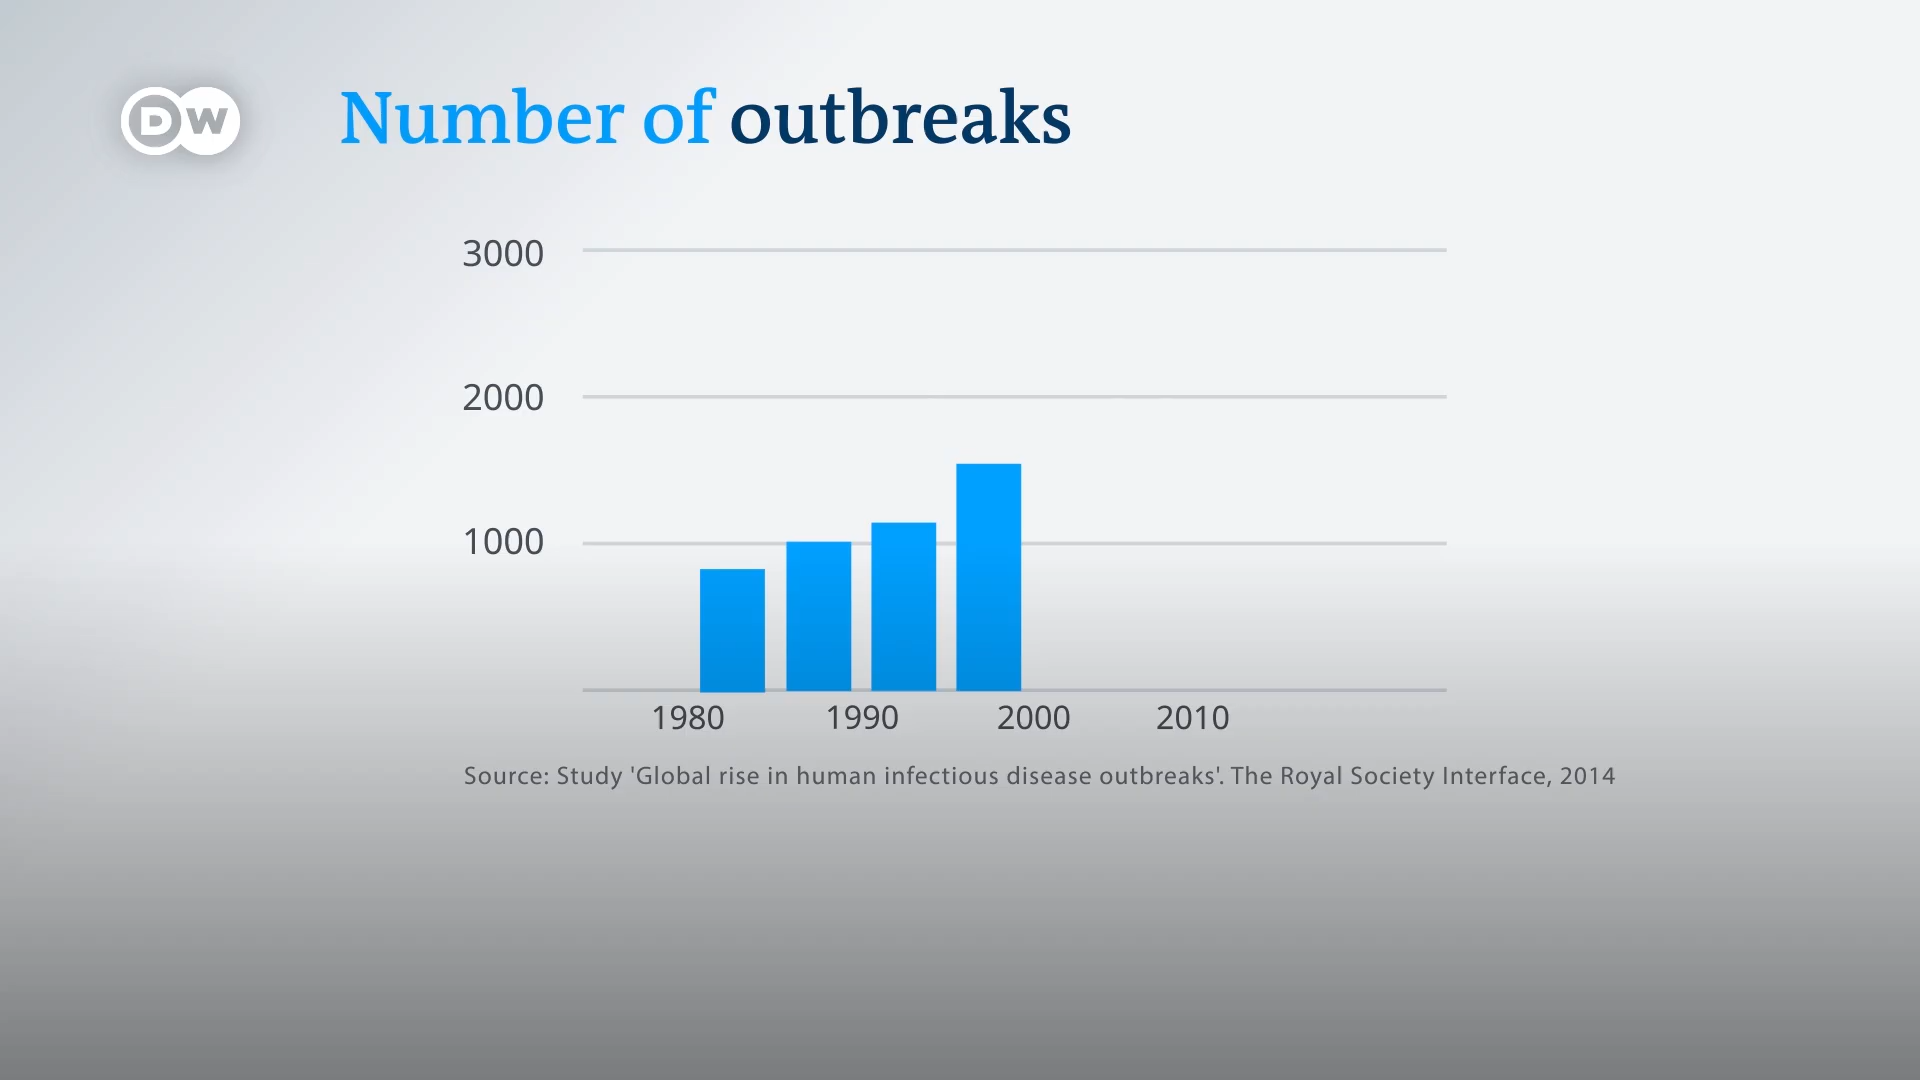 DW
Number of outbreaks
3000
2000
1000
1980 1990 2000 2010
Source: Study 'Global rise in human infectious disease outbreaks'. The Royal Society Interface, 2014